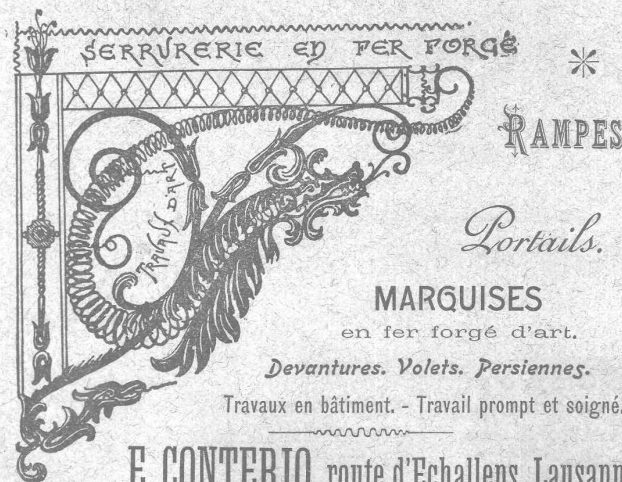 SERRURERIE EN FER FORGÉ
TRAVAUX D'ART
RAMPES
Portails.
MARQUISES
en fer forgé d'art.
Devantures. Volets. Persiennes.
Travaux en bâtiment. - Travail prompt et soigné.
E. CONTERIO, route d'Echallens, Lausann